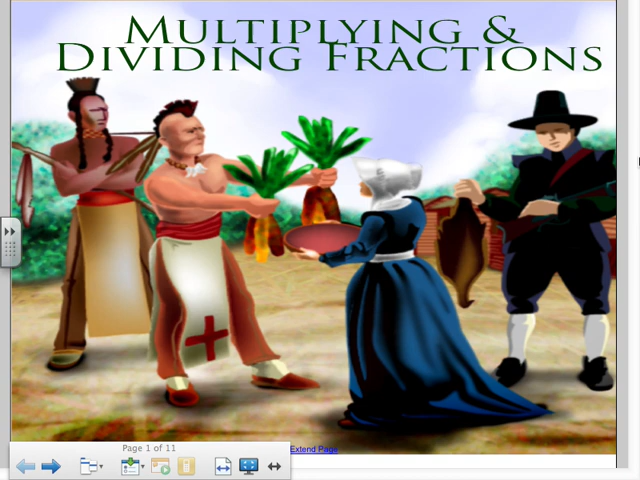 Multiplying &
Dividing Fractions
Page 1 of 11
Extend Page